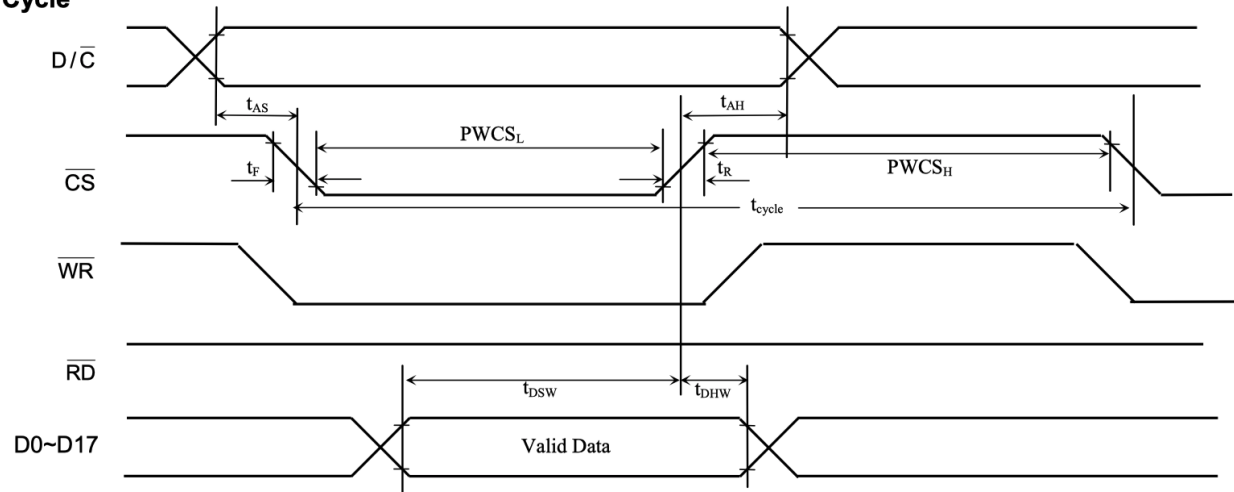 Cycle
D/C̅
t_AS
t_AH
PWCS_L
C̅S̅
t_F
t_R
PWCS_H
t_cycle
W̅R̅
R̅D̅
t_DSW
t_DHW
D0~D17
Valid Data